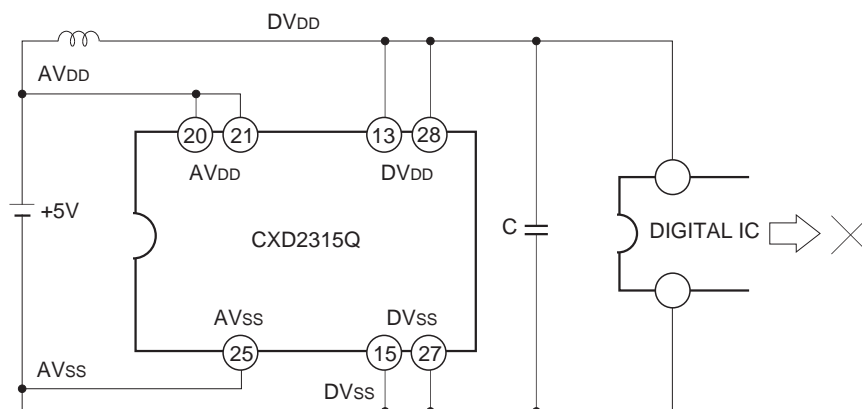 DVDD
AVDD
20 21 13 28
AVDD DVDD
+5V
CXD2315Q
C
DIGITAL IC
AVSS DVSS
25 15 27
AVSS
DVSS